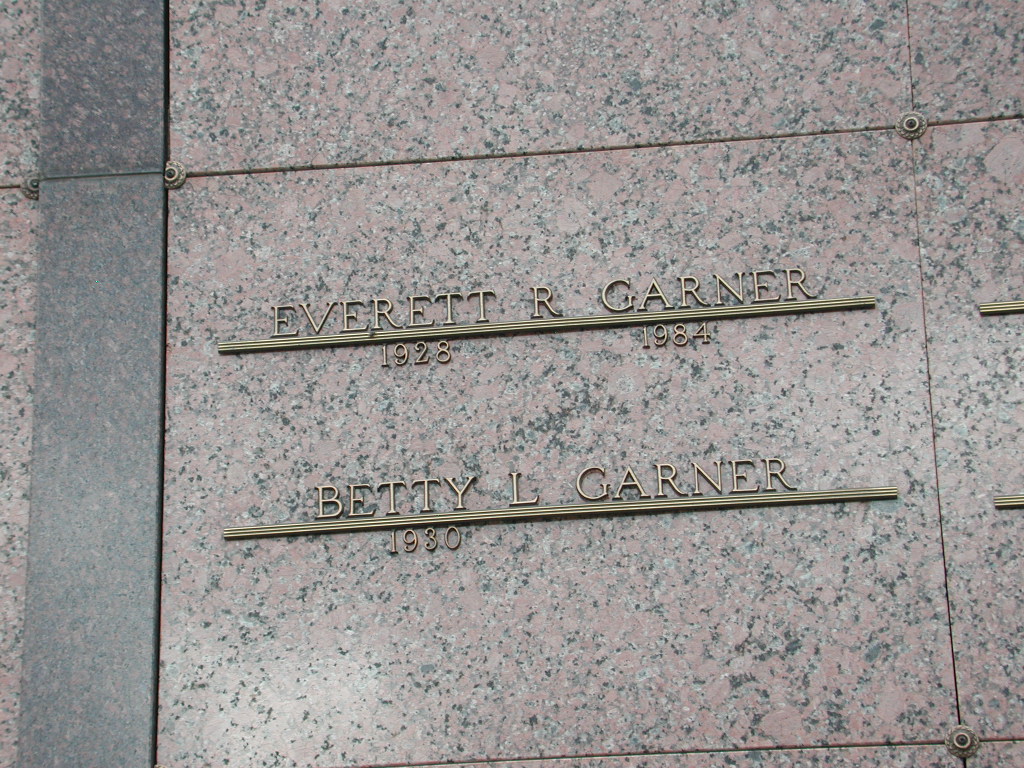 EVERETT R GARNER
1928 1984
BETTY L GARNER
1930